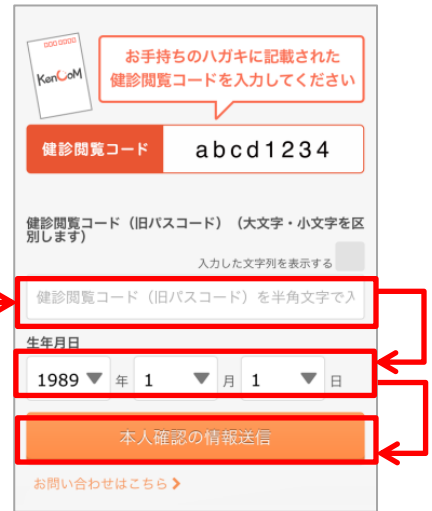 000 0000
KenCoM
お手持ちのハガキに記載された
健診閲覧コードを入力してください
健診閲覧コード abcd1234
健診閲覧コード（旧パスコード）（大文字・小文字を区
別します）
入力した文字列を表示する
健診閲覧コード（旧パスコード）を半角文字で入
生年月日
1989 年 1 月 1 日
本人確認の情報送信
お問い合わせはこちら